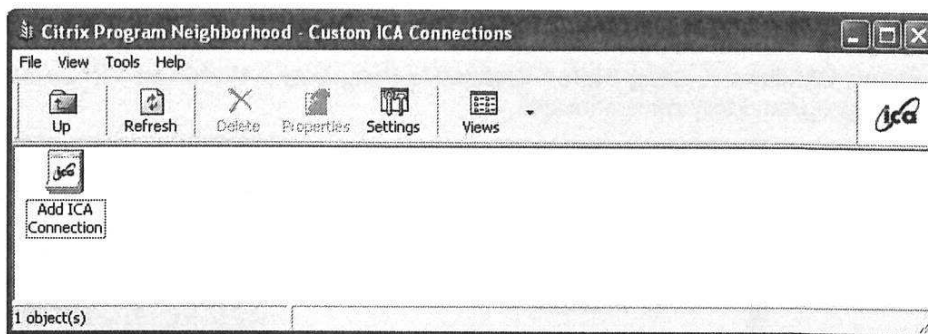 Citrix Program Neighborhood - Custom ICA Connections
File View Tools Help
Up Refresh Delete Properties Settings Views
ica
ica
Add ICA
Connection
1 object(s)